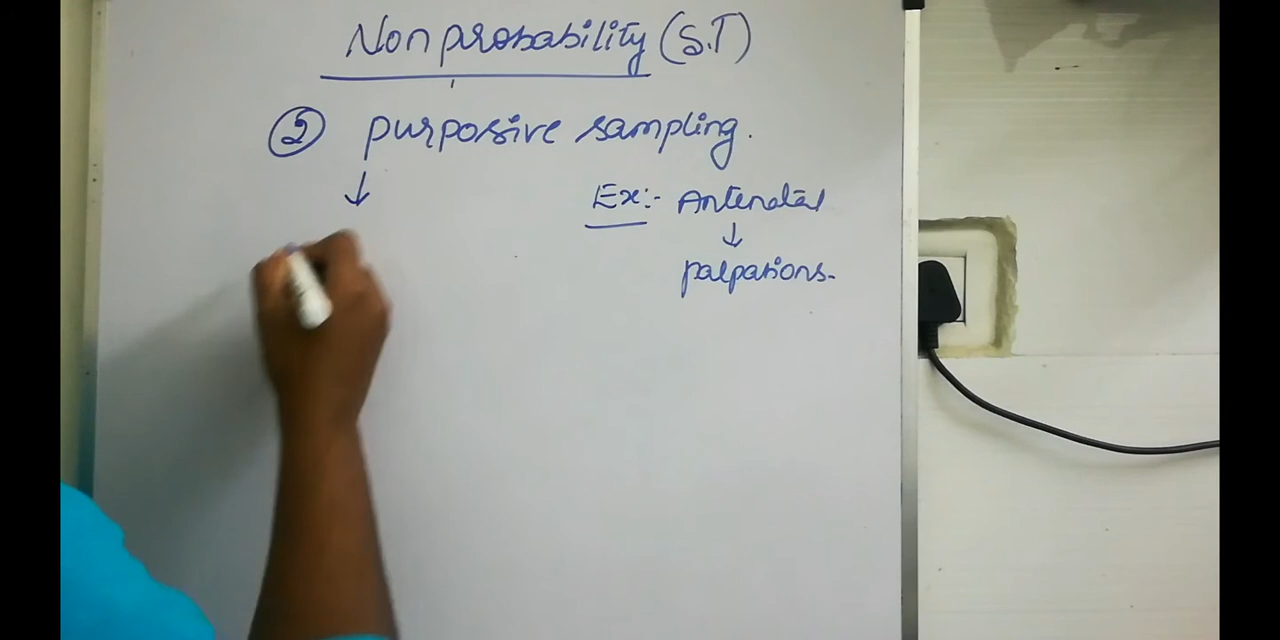 Non probability (S.T)
② purposive sampling.
↓
Ex:- Antenatal
↓
palpations.